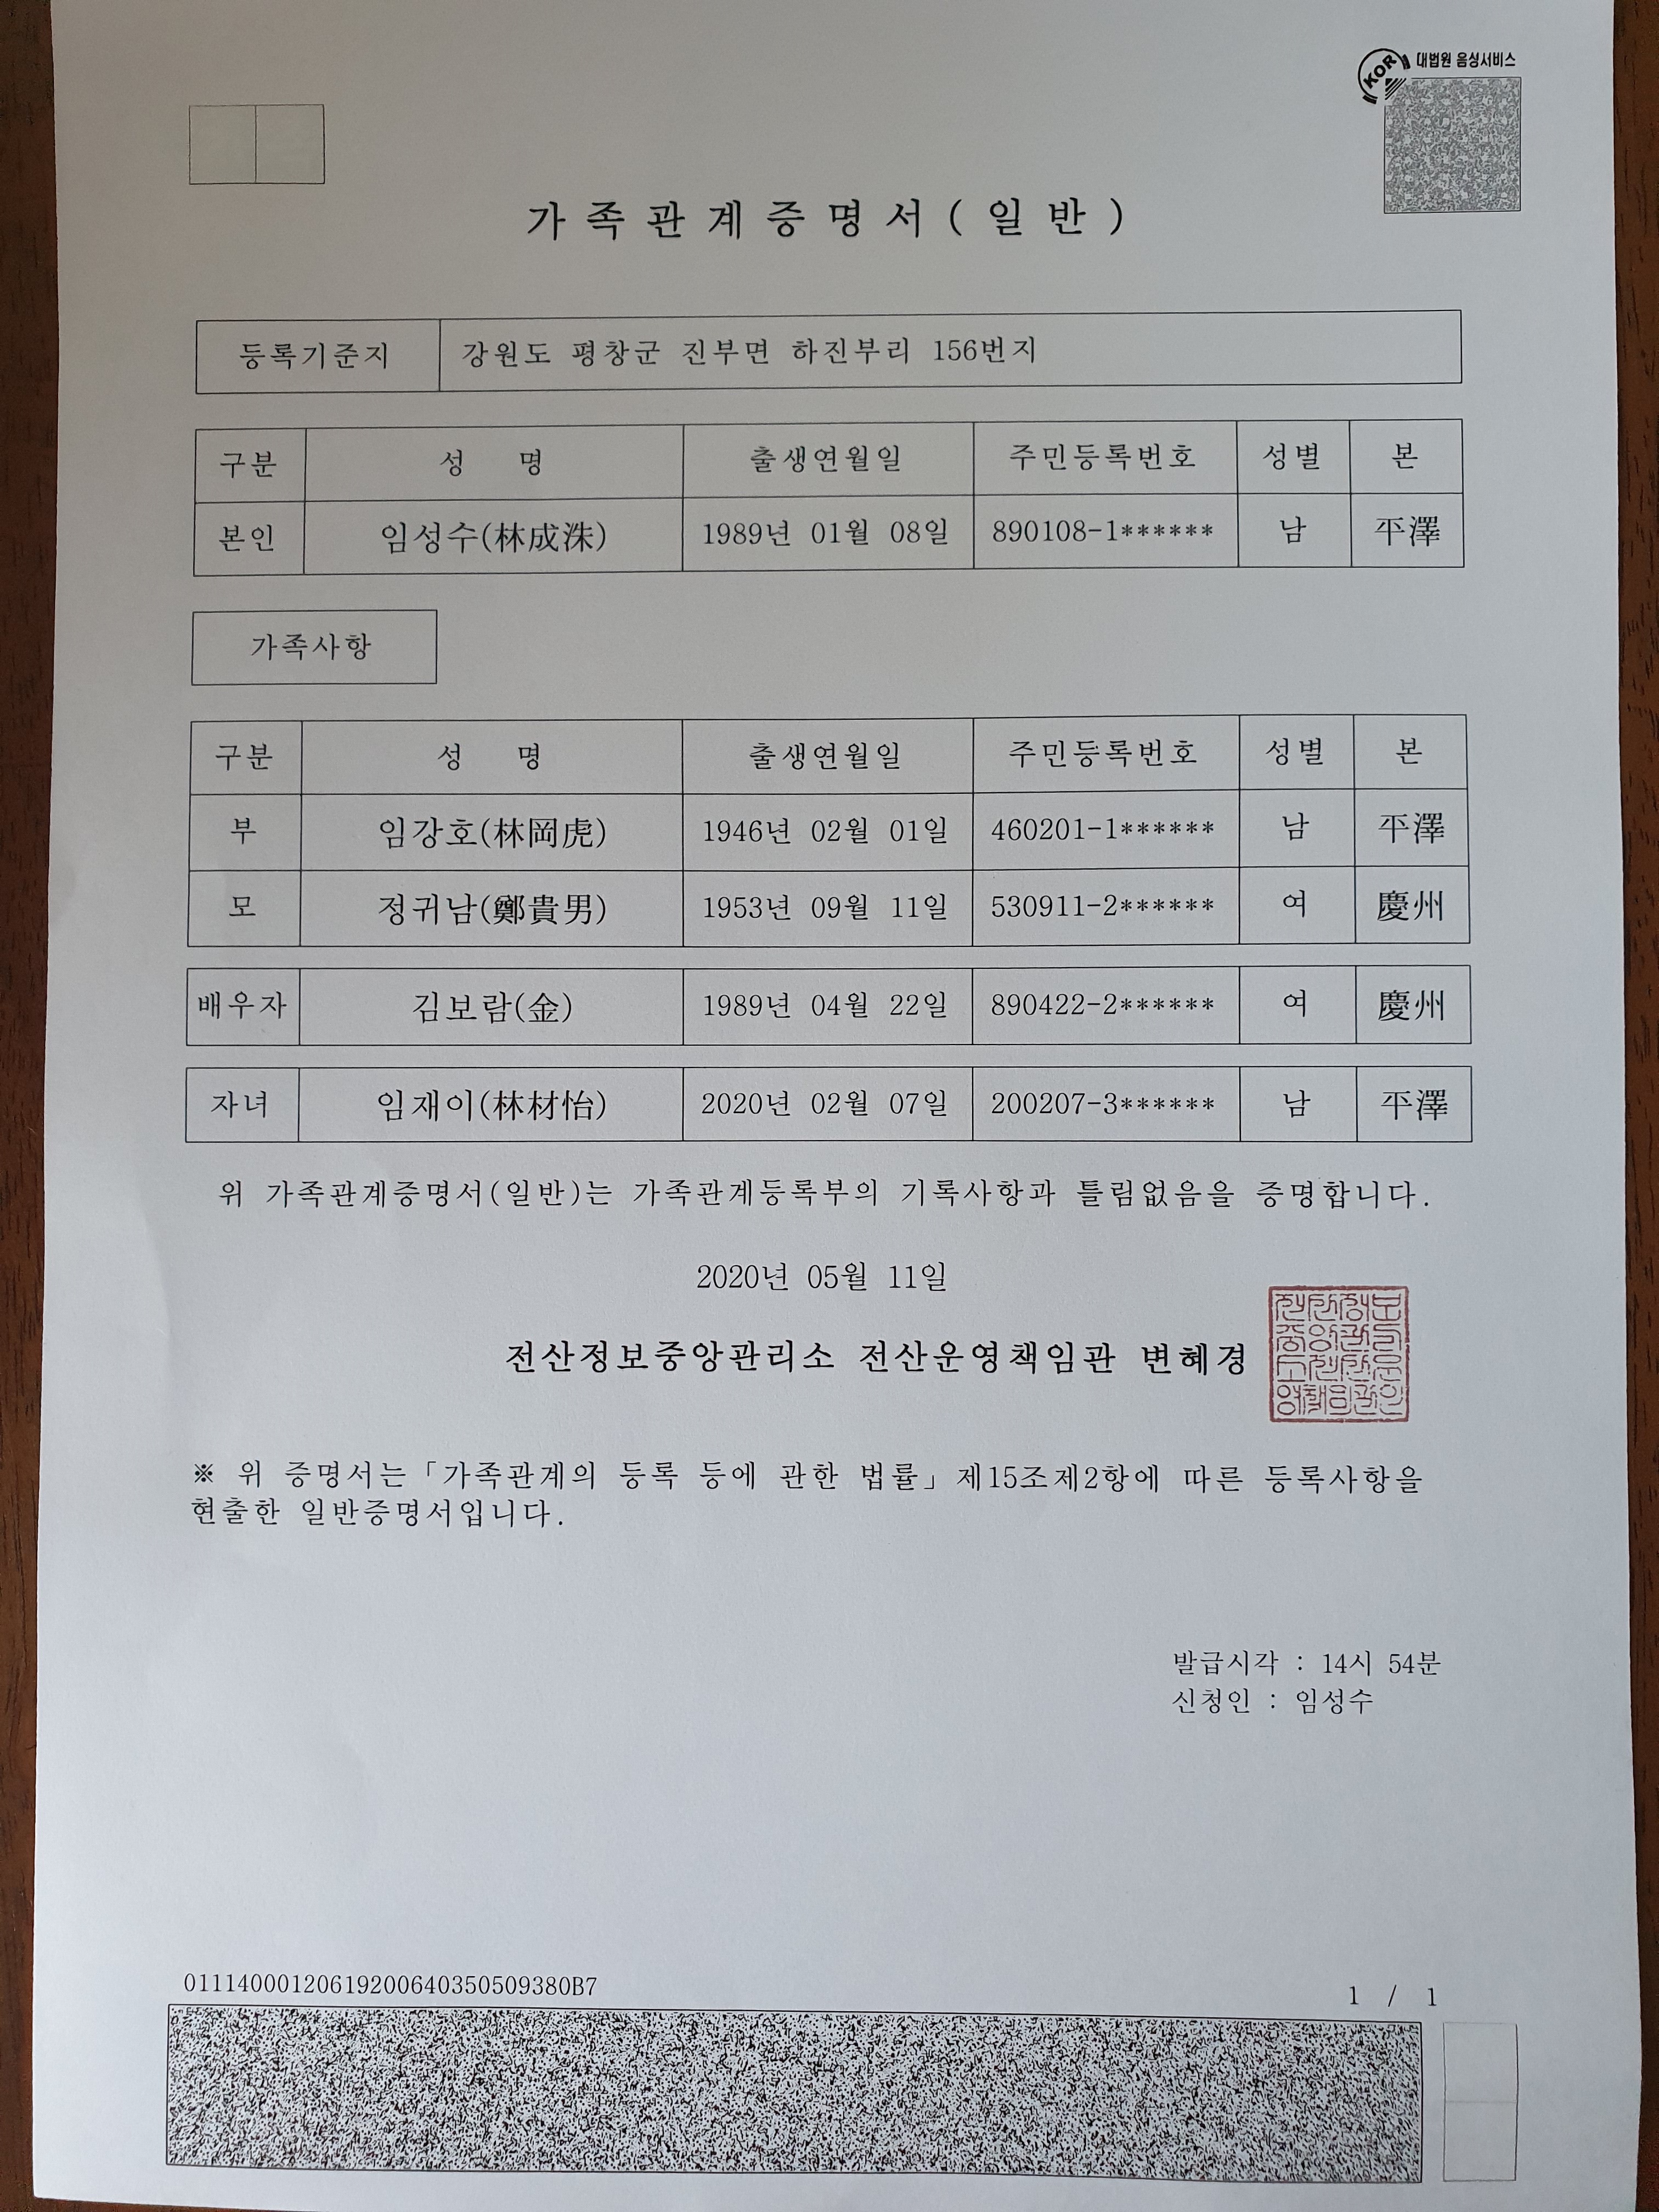 KOR 대법원 음성서비스
가족관계증명서(일반)
등록기준지 강원도 평창군 진부면 하진부리 156번지
구분 성 명 출생연월일 주민등록번호 성별 본
본인 임성수(林成洙) 1989년 01월 08일 890108-1****** 남 平澤
가족사항
구분 성 명 출생연월일 주민등록번호 성별 본
부 임강호(林岡虎) 1946년 02월 01일 460201-1****** 남 平澤
모 정귀남(鄭貴男) 1953년 09월 11일 530911-2****** 여 慶州
배우자 김보람(金) 1989년 04월 22일 890422-2****** 여 慶州
자녀 임재이(林材怡) 2020년 02월 07일 200207-3****** 남 平澤
위 가족관계증명서(일반)는 가족관계등록부의 기록사항과 틀림없음을 증명합니다.
2020년 05월 11일
전산정보중앙관리소 전산운영책임관 변혜경
전산정보
중앙관리
소전산운
영책임관인
※ 위 증명서는「가족관계의 등록 등에 관한 법률」제15조제2항에 따른 등록사항을
현출한 일반증명서입니다.
발급시각 : 14시 54분
신청인 : 임성수
01114000120619200640350509380B7
1 / 1